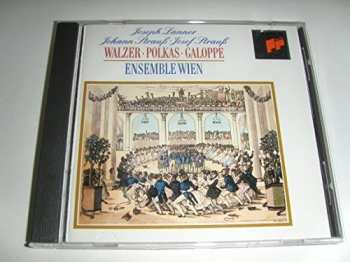 Joseph Lanner
Johann Strauß·Josef Strauß
WALZER·POLKAS·GALOPPE
ENSEMBLE WIEN